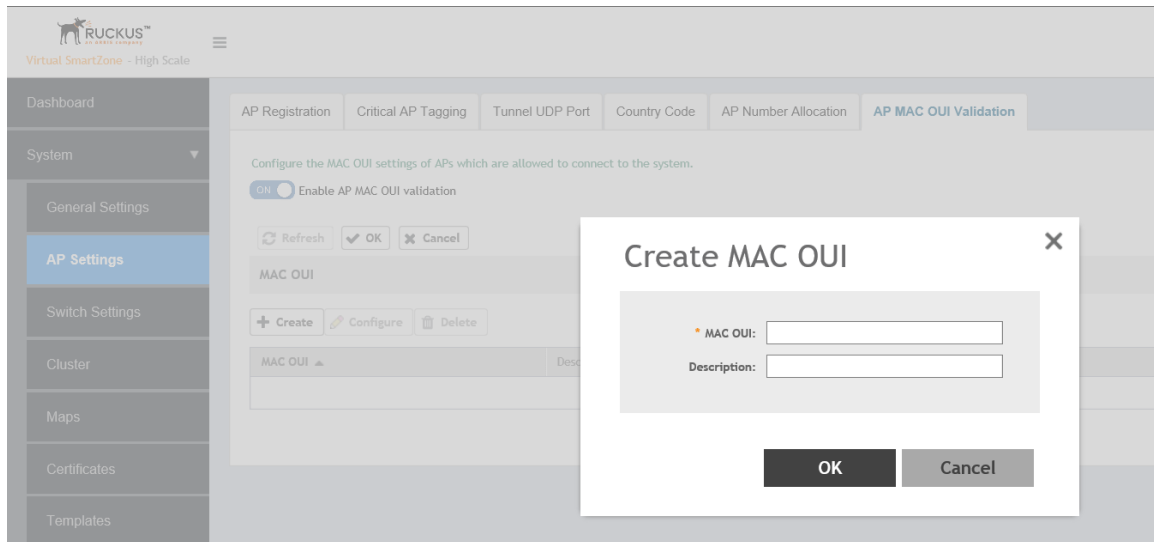 RUCKUS™
Virtual SmartZone - High Scale
Dashboard
System
General Settings
AP Settings
Switch Settings
Cluster
Maps
Certificates
Templates
AP Registration Critical AP Tagging Tunnel UDP Port Country Code AP Number Allocation AP MAC OUI Validation
Configure the MAC OUI settings of APs which are allowed to connect to the system.
ON Enable AP MAC OUI validation
Refresh OK Cancel
MAC OUI
Create Configure Delete
MAC OUI
Create MAC OUI
* MAC OUI:
Description:
OK Cancel